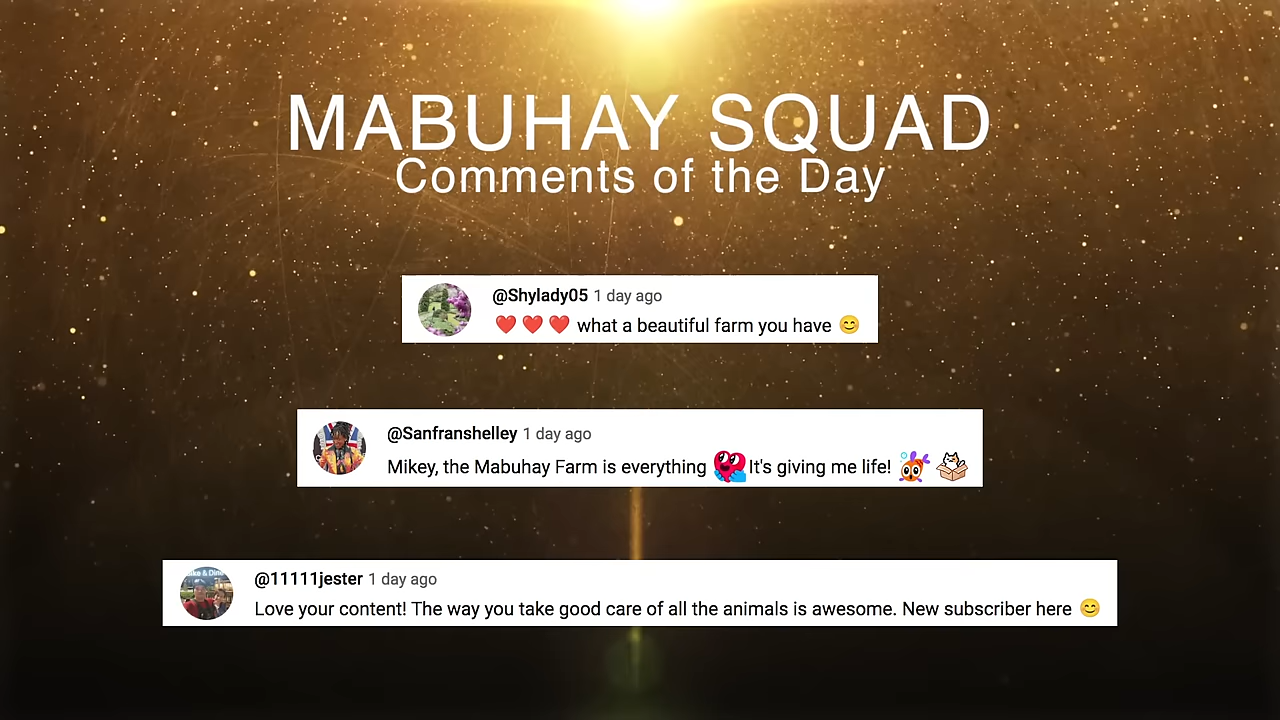 MABUHAY SQUAD
Comments of the Day
@Shylady05 1 day ago
❤️ ❤️ ❤️ what a beautiful farm you have 😊
@Sanfranshelley 1 day ago
Mikey, the Mabuhay Farm is everything It's giving me life!
@11111jester 1 day ago
Love your content! The way you take good care of all the animals is awesome. New subscriber here 😊